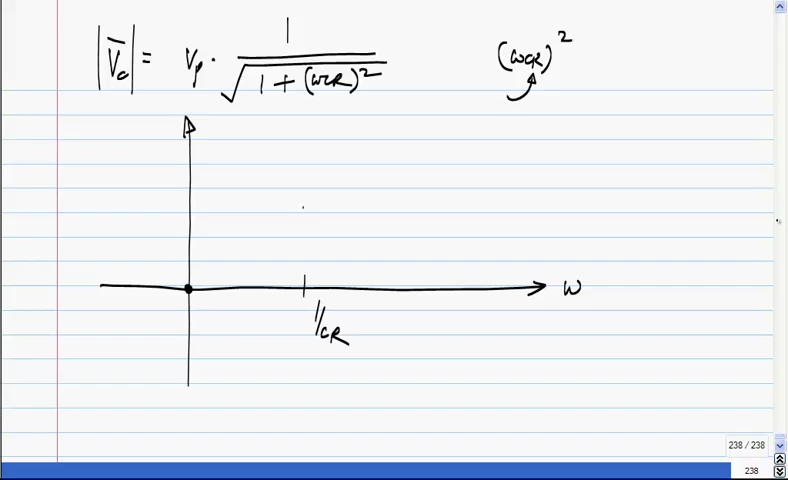 |V̅c| = Vp · 1 / √(1 + (ωCR)²)    (ωCR)²
ω
1/CR
238 / 238
238